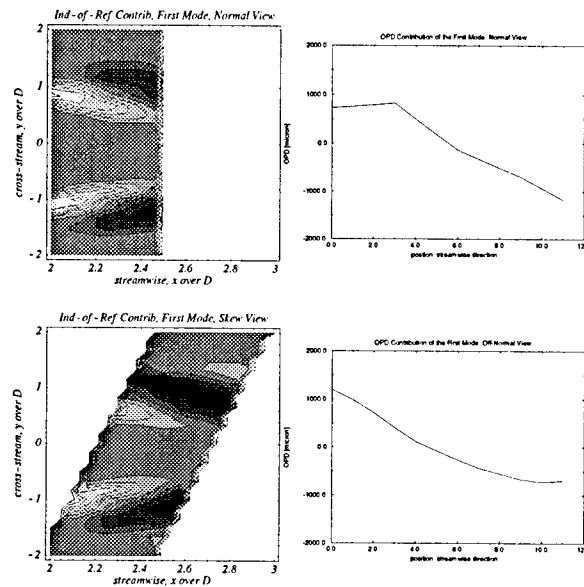 Ind-of-Ref Contrib, First Mode, Normal View
cross-stream, y over D
2
1
0
-1
-2
2 2.2 2.4 2.6 2.8 3
streamwise, x over D
OPD Contribution of the First Mode Normal View
OPD [micron]
2000.0
1000.0
0.0
-1000.0
-2000.0
0.0 2.0 4.0 6.0 8.0 10.0 12.
position streamwise direction
Ind-of-Ref Contrib, First Mode, Skew View
cross-stream, y over D
2
1
0
-1
-2
2 2.2 2.4 2.6 2.8 3
streamwise, x over D
OPD Contribution of the First Mode Off-Normal View
OPD [micron]
2000.0
1000.0
0.0
-1000.0
-2000.0
0.0 2.0 4.0 6.0 8.0 10.0 12.
position streamwise direction